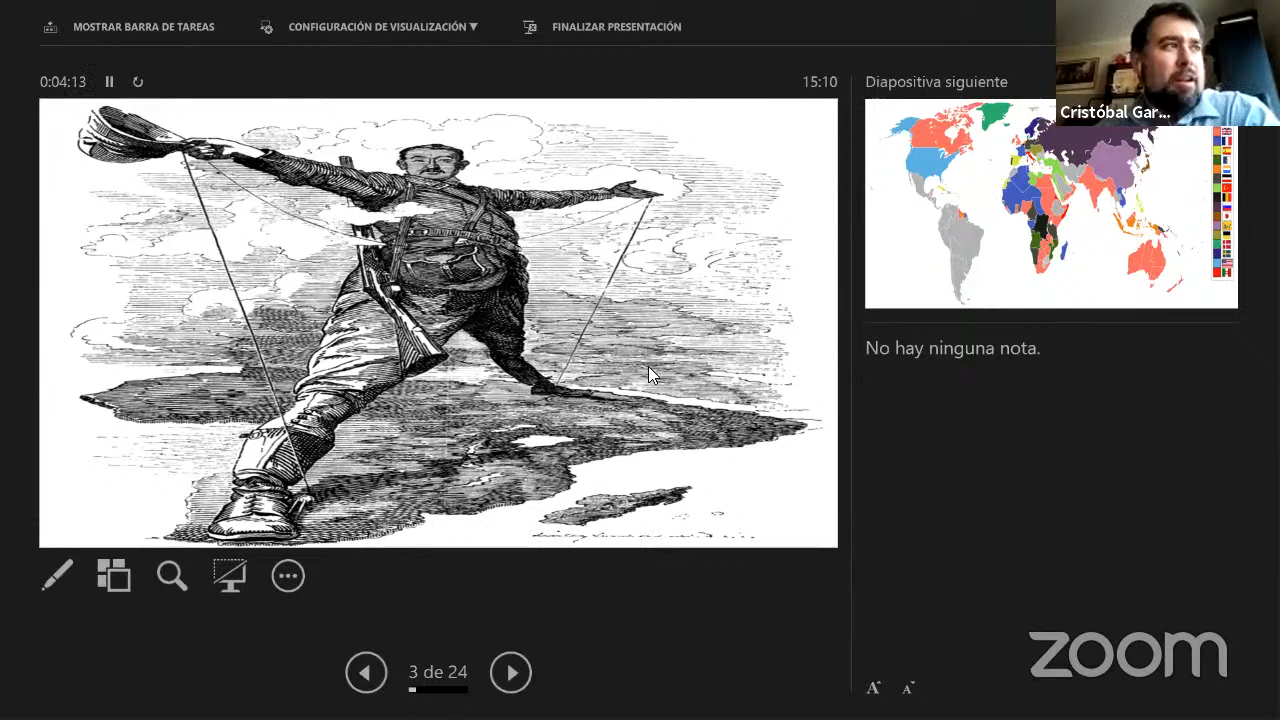 MOSTRAR BARRA DE TAREAS
CONFIGURACIÓN DE VISUALIZACIÓN
FINALIZAR PRESENTACIÓN
0:04:13
15:10
Diapositiva siguiente
Cristóbal Gar...
No hay ninguna nota.
3 de 24
zoom
A A